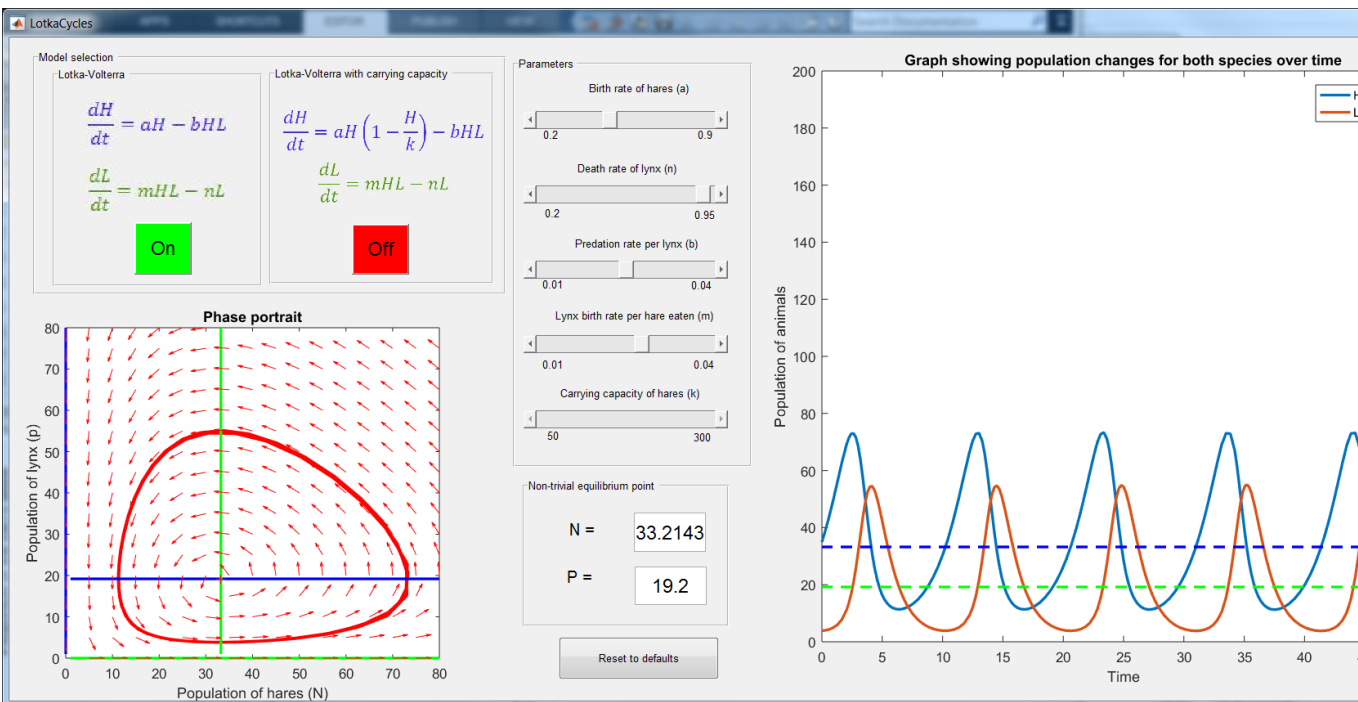 LotkaCycles
APPS
SHORTCUTS
EDITOR
PUBLISH
VIEW
Search Documentation
Model selection
Lotka-Volterra
dH/dt = aH − bHL
dL/dt = mHL − nL
On
Lotka-Volterra with carrying capacity
dH/dt = aH(1 − H/k) − bHL
dL/dt = mHL − nL
Off
Parameters
Birth rate of hares (a)
0.2 0.9
Death rate of lynx (n)
0.2 0.95
Predation rate per lynx (b)
0.01 0.04
Lynx birth rate per hare eaten (m)
0.01 0.04
Carrying capacity of hares (k)
50 300
Non-trivial equilibrium point
N = 33.2143
P = 19.2
Reset to defaults
Phase portrait
Population of lynx (p)
80
70
60
50
40
30
20
10
0
0 10 20 30 40 50 60 70 80
Population of hares (N)
Graph showing population changes for both species over time
H
L
Population of animals
200
180
160
140
120
100
80
60
40
20
0
0 5 10 15 20 25 30 35 40
Time